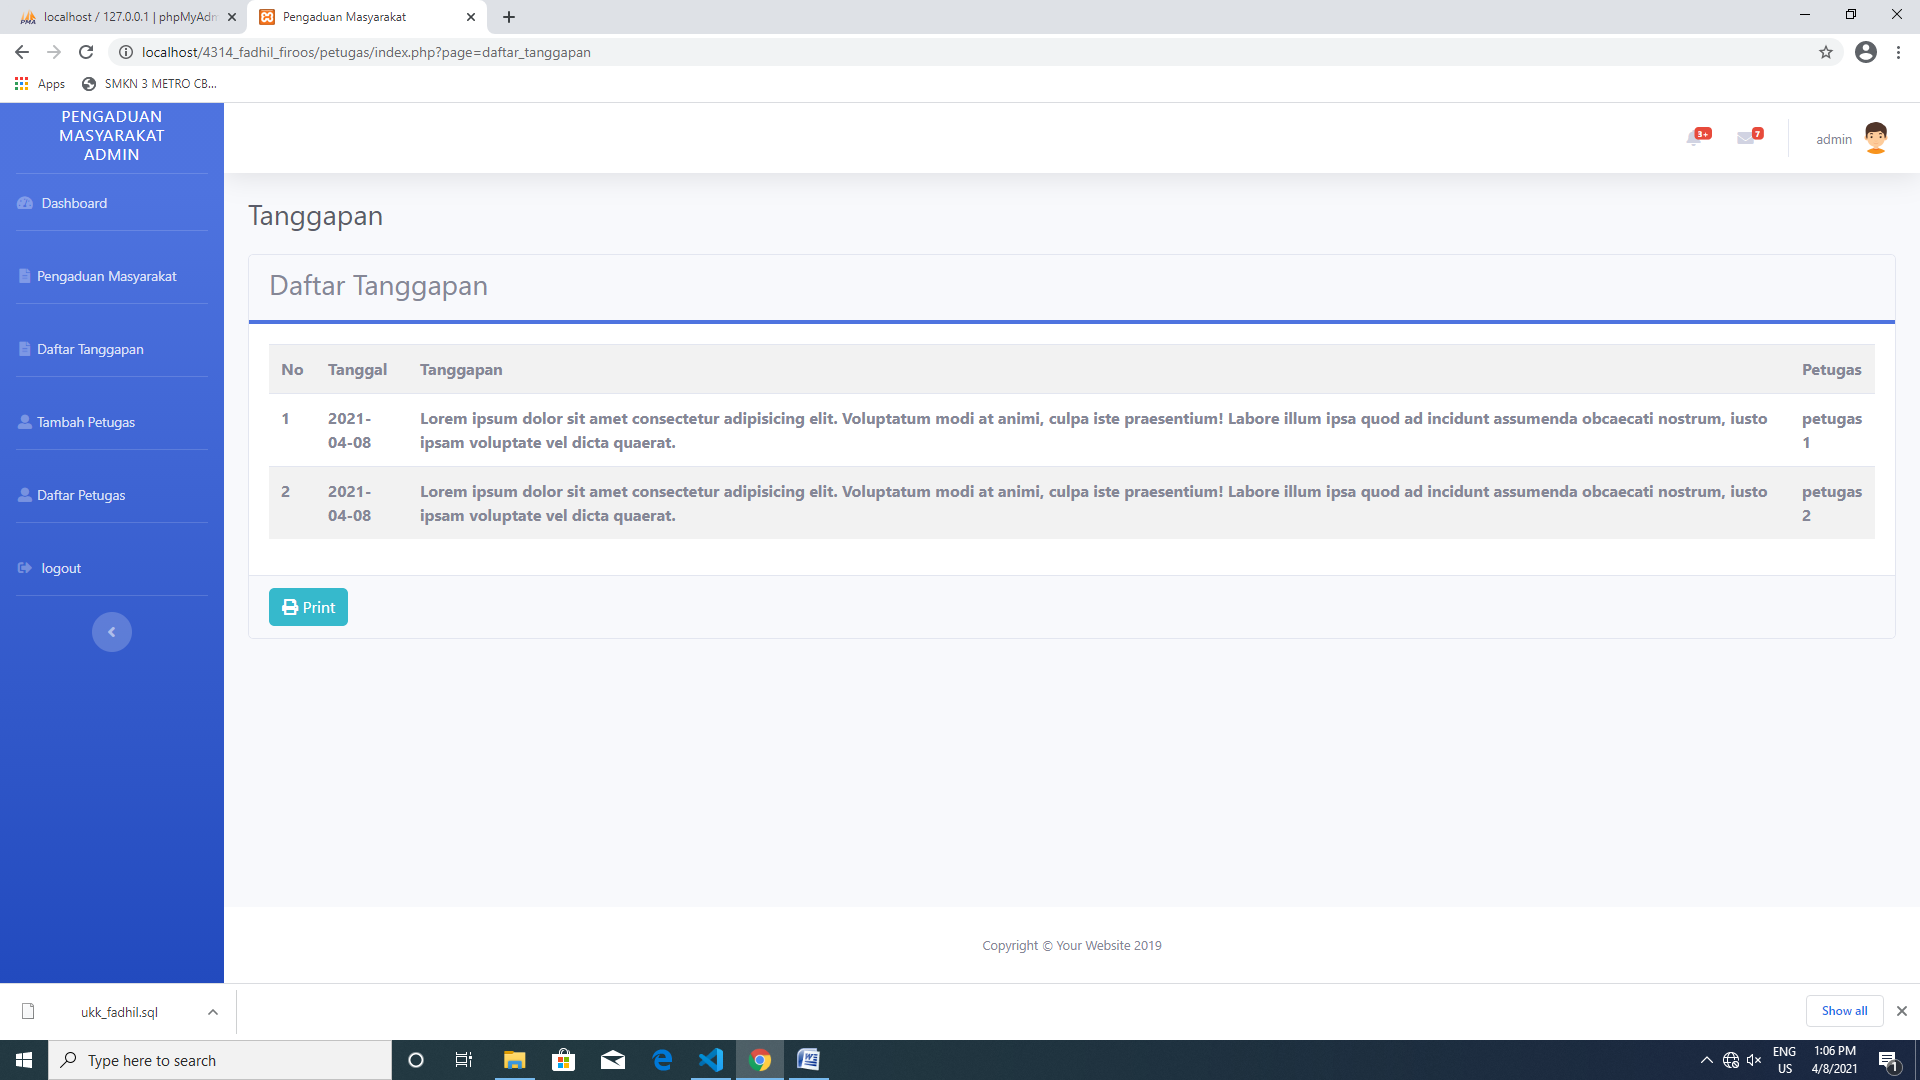 localhost / 127.0.0.1 | phpMyAdm
Pengaduan Masyarakat
localhost/4314_fadhil_firoos/petugas/index.php?page=daftar_tanggapan
Apps
SMKN 3 METRO CB...
PENGADUAN
MASYARAKAT
ADMIN
3+
7
admin
Dashboard
Pengaduan Masyarakat
Daftar Tanggapan
Tambah Petugas
Daftar Petugas
logout
Tanggapan
Daftar Tanggapan
No Tanggal Tanggapan Petugas
1 2021- Lorem ipsum dolor sit amet consectetur adipisicing elit. Voluptatum modi at animi, culpa iste praesentium! Labore illum ipsa quod ad incidunt assumenda obcaecati nostrum, iusto petugas
04-08 ipsam voluptate vel dicta quaerat. 1
2 2021- Lorem ipsum dolor sit amet consectetur adipisicing elit. Voluptatum modi at animi, culpa iste praesentium! Labore illum ipsa quod ad incidunt assumenda obcaecati nostrum, iusto petugas
04-08 ipsam voluptate vel dicta quaerat. 2
Print
Copyright © Your Website 2019
ukk_fadhil.sql
Show all
Type here to search
ENG
US
1:06 PM
4/8/2021
1